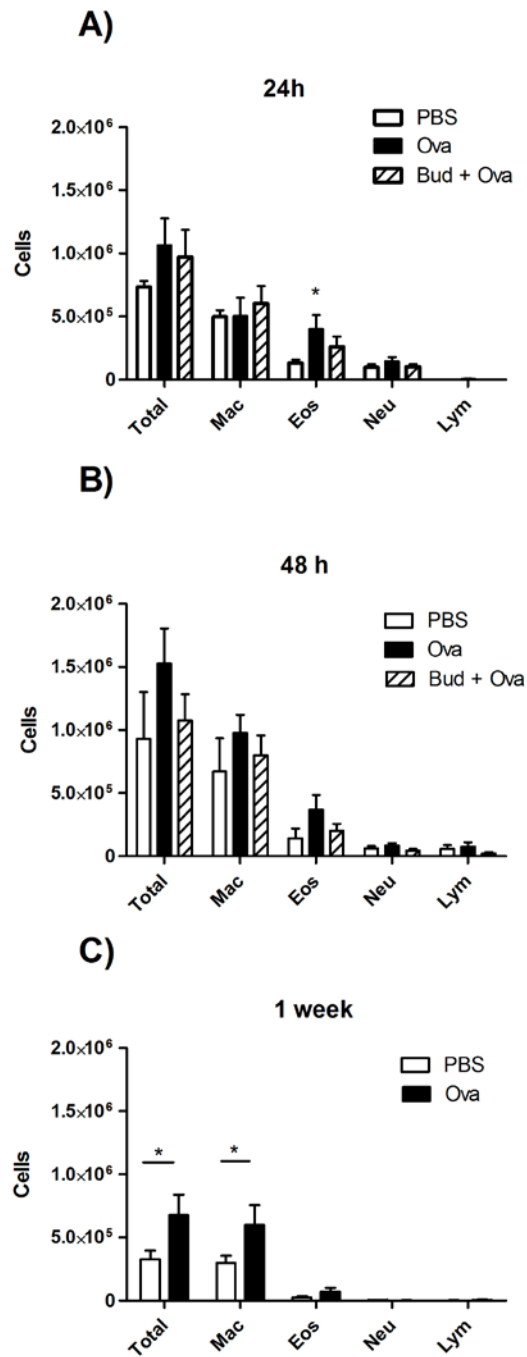 A)
24h
PBS
Ova
Bud + Ova
2.0×10⁶
1.5×10⁶
1.0×10⁶
5.0×10⁵
0
Cells
*
Total Mac Eos Neu Lym
B)
48 h
PBS
Ova
Bud + Ova
2.0×10⁶
1.5×10⁶
1.0×10⁶
5.0×10⁵
0
Cells
Total Mac Eos Neu Lym
C)
1 week
PBS
Ova
2.0×10⁶
1.5×10⁶
1.0×10⁶
5.0×10⁵
0
Cells
* *
Total Mac Eos Neu Lym